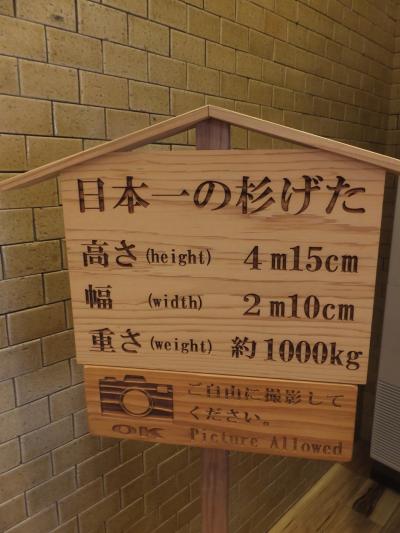 日本一の杉げた
高さ(height) 4m15cm
幅 (width) 2m10cm
重さ(weight) 約1000kg
ご自由に撮影して
ください。
OK Picture Allowed